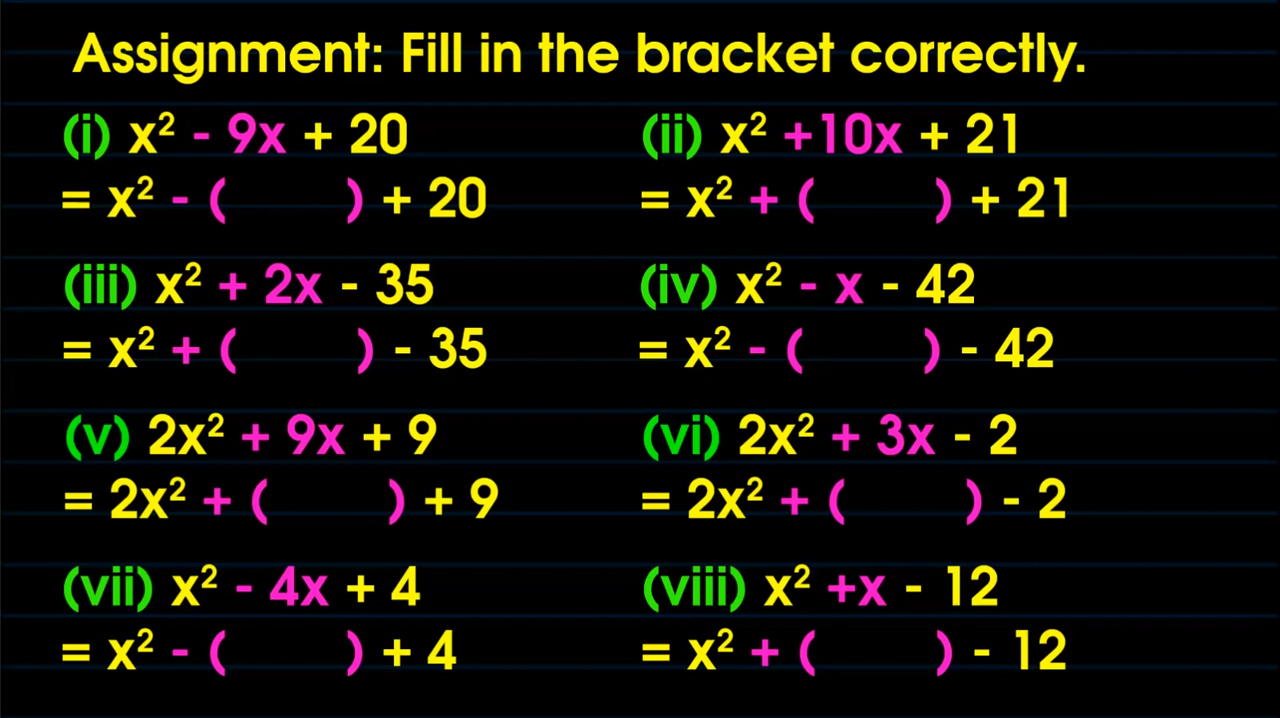 Assignment: Fill in the bracket correctly.
(i) x² - 9x + 20
= x² - (      ) + 20
(ii) x² +10x + 21
= x² + (      ) + 21
(iii) x² + 2x - 35
= x² + (      ) - 35
(iv) x² - x - 42
= x² - (      ) - 42
(v) 2x² + 9x + 9
= 2x² + (      ) + 9
(vi) 2x² + 3x - 2
= 2x² + (      ) - 2
(vii) x² - 4x + 4
= x² - (      ) + 4
(viii) x² +x - 12
= x² + (      ) - 12